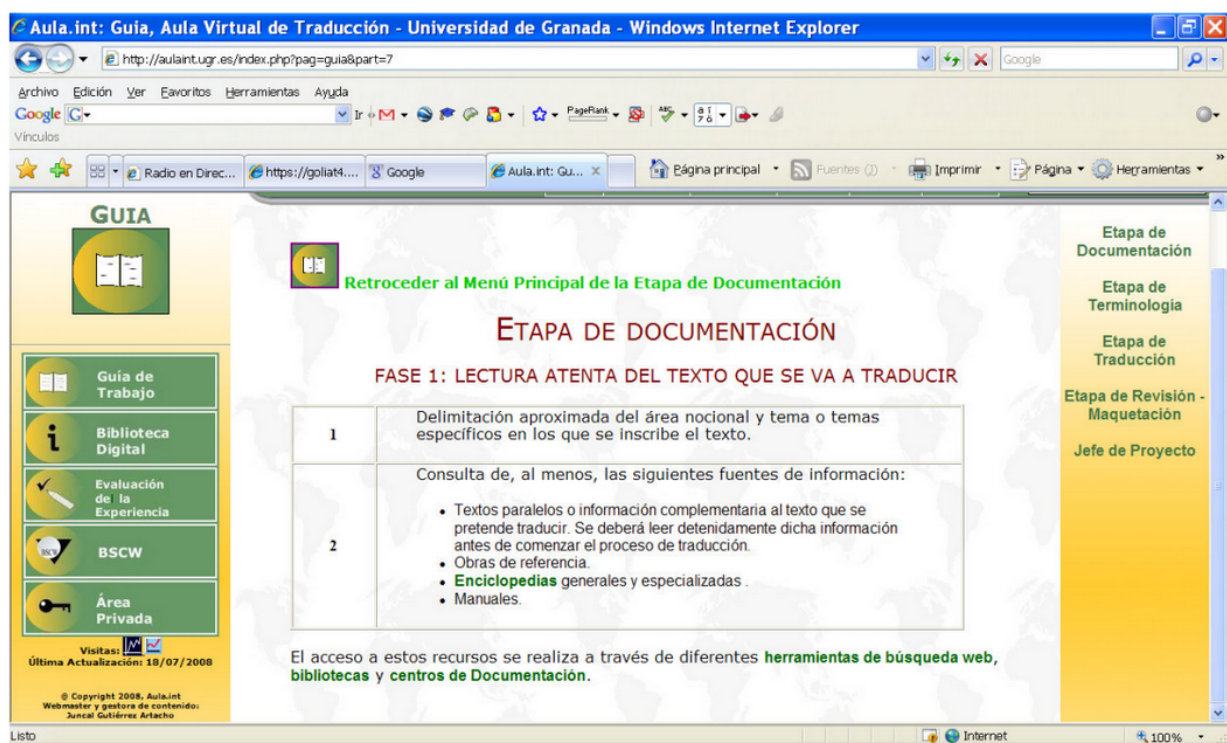 Aula.int: Guia, Aula Virtual de Traducción - Universidad de Granada - Windows Internet Explorer
http://aulaint.ugr.es/index.php?pag=guia&part=7
Google
Archivo Edición Ver Favoritos Herramientas Ayuda
Google G Ir PageRank
Vínculos
Radio en Direc... https://goliat4.... Google Aula.int: Gu... x Página principal Fuentes (J) Imprimir Página Herramientas »
GUIA
Guía de
Trabajo
Biblioteca
Digital
Evaluación
de la
Experiencia
BSCW
Área
Privada
Visitas:
Última Actualización: 18/07/2008
© Copyright 2008, Aula.int
Webmaster y gestora de contenido:
Juncal Gutiérrez Artacho
Retroceder al Menú Principal de la Etapa de Documentación
ETAPA DE DOCUMENTACIÓN
FASE 1: LECTURA ATENTA DEL TEXTO QUE SE VA A TRADUCIR
1
Delimitación aproximada del área nocional y tema o temas
específicos en los que se inscribe el texto.
2
Consulta de, al menos, las siguientes fuentes de información:
• Textos paralelos o información complementaria al texto que se
pretende traducir. Se deberá leer detenidamente dicha información
antes de comenzar el proceso de traducción.
• Obras de referencia.
• Enciclopedias generales y especializadas .
• Manuales.
El acceso a estos recursos se realiza a través de diferentes herramientas de búsqueda web,
bibliotecas y centros de Documentación.
Etapa de
Documentación
Etapa de
Terminología
Etapa de
Traducción
Etapa de Revisión -
Maquetación
Jefe de Proyecto
Listo Internet 100%